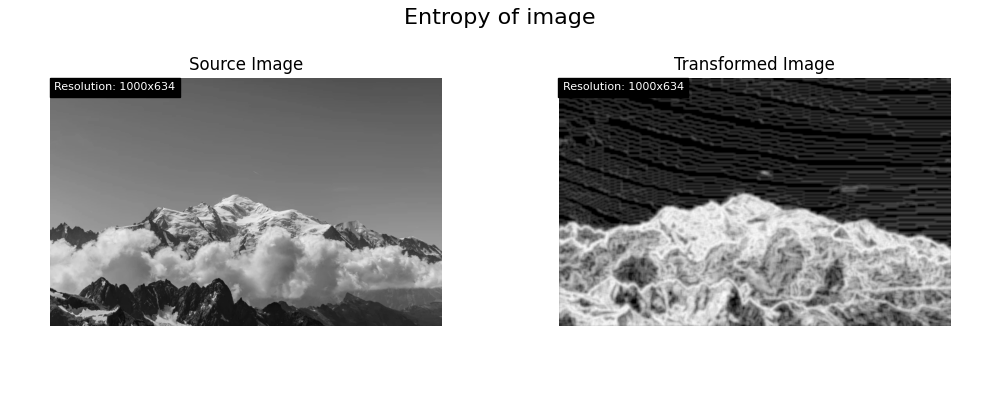 Entropy of image
Source Image
Transformed Image
Resolution: 1000x634
Resolution: 1000x634